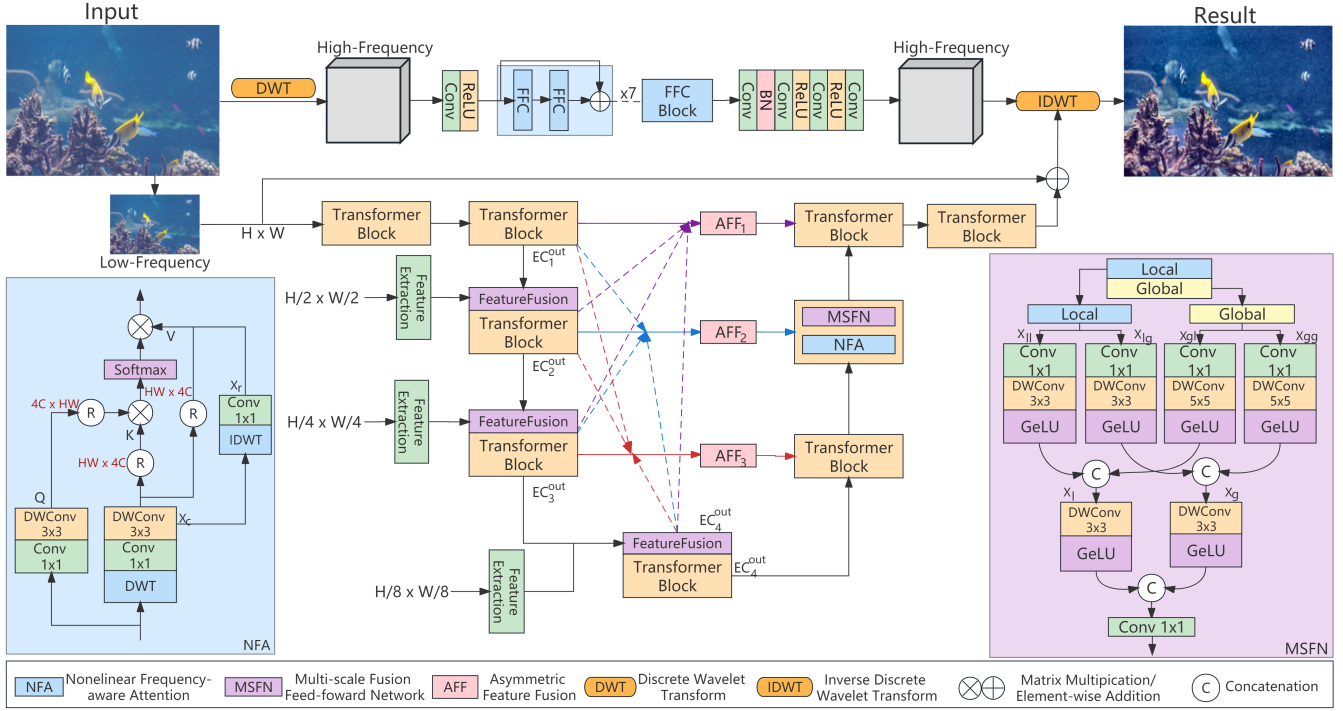 Input
Result
High-Frequency
High-Frequency
DWT
Conv
ReLU
FFC
FFC
x7
FFC
Block
Conv
BN
Conv
ReLU
Conv
ReLU
Conv
IDWT
Low-Frequency
H x W
Transformer
Block
Transformer
Block
AFF1
Transformer
Block
Transformer
Block
EC1out
H/2 x W/2
Feature
Extraction
FeatureFusion
Transformer
Block
AFF2
MSFN
NFA
EC2out
H/4 x W/4
Feature
Extraction
FeatureFusion
Transformer
Block
AFF3
Transformer
Block
EC3out
EC4out
FeatureFusion
Transformer
Block
EC4out
H/8 x W/8
Feature
Extraction
V
Softmax
HW x 4C
Xr
Conv
1x1
IDWT
4C x HW
R
R
K
HW x 4C
R
Q
DWConv
3x3
Conv
1x1
DWConv
3x3
Conv
1x1
DWT
Xc
NFA
Local
Global
Local
Global
Xll
Xlg
Xgl
Xgg
Conv
1x1
DWConv
3x3
GeLU
Conv
1x1
DWConv
3x3
GeLU
Conv
1x1
DWConv
5x5
GeLU
Conv
1x1
DWConv
5x5
GeLU
C
C
Xl
Xg
DWConv
3x3
GeLU
DWConv
3x3
GeLU
C
Conv 1x1
MSFN
NFA
Nonelinear Frequency-
aware Attention
MSFN
Multi-scale Fusion
Feed-foward Network
AFF
Asymmetric
Feature Fusion
DWT
Discrete Wavelet
Transform
IDWT
Inverse Discrete
Wavelet Transform
Matrix Multipication/
Element-wise Addition
C
Concatenation